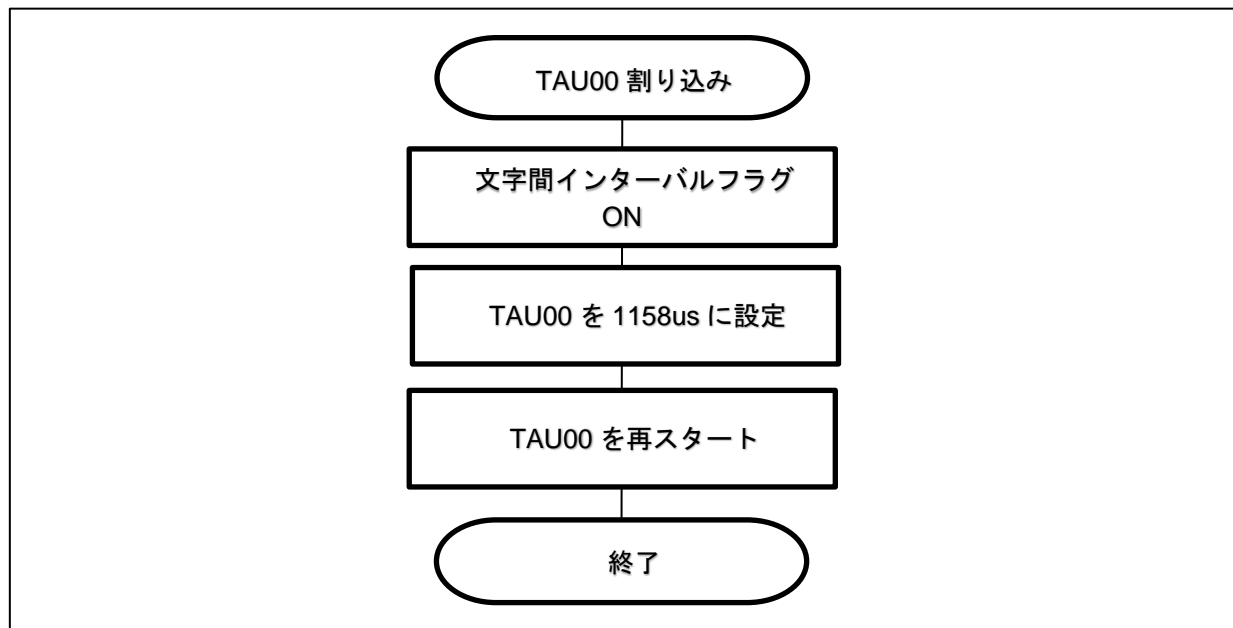 TAU00 割り込み
文字間インターバルフラグ
ON
TAU00 を 1158us に設定
TAU00 を再スタート
終了